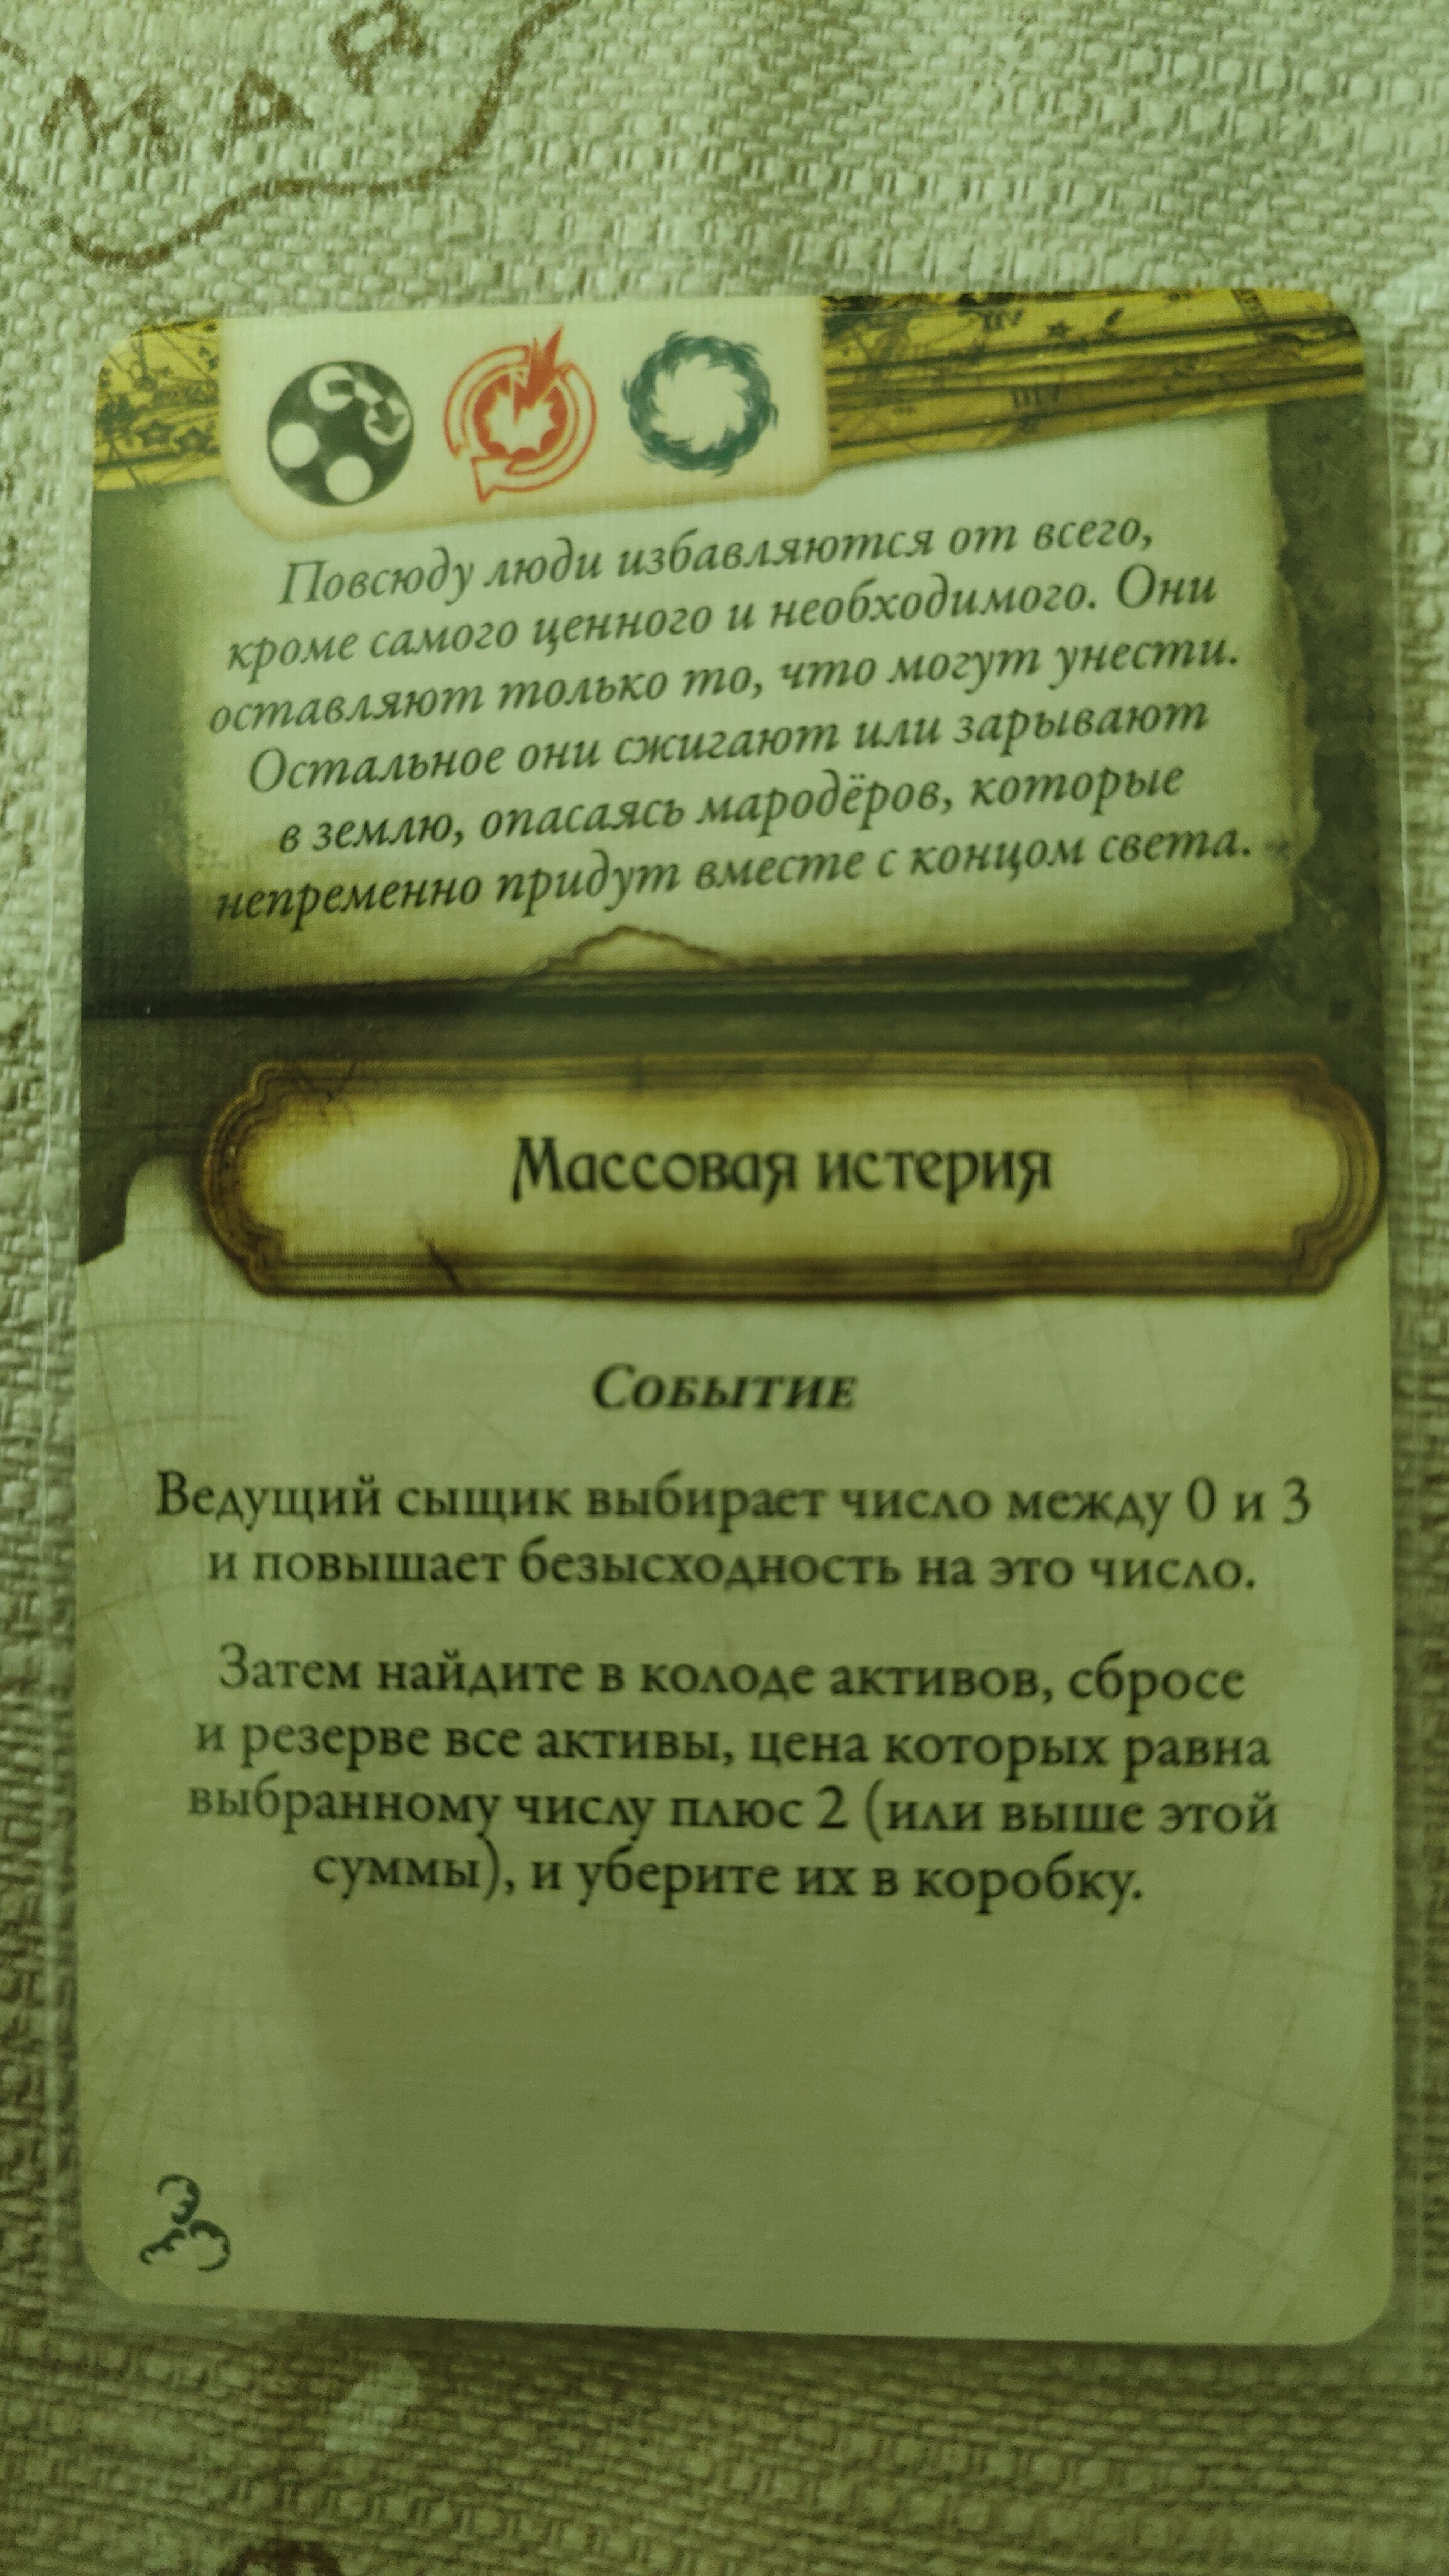 МАР
Повсюду люди избавляются от всего,
кроме самого ценного и необходимого. Они
оставляют только то, что могут унести.
Остальное они сжигают или зарывают
в землю, опасаясь мародёров, которые
непременно придут вместе с концом света.
Массовая истерия
Событие
Ведущий сыщик выбирает число между 0 и 3
и повышает безысходность на это число.
Затем найдите в колоде активов, сбросе
и резерве все активы, цена которых равна
выбранному числу плюс 2 (или выше этой
суммы), и уберите их в коробку.